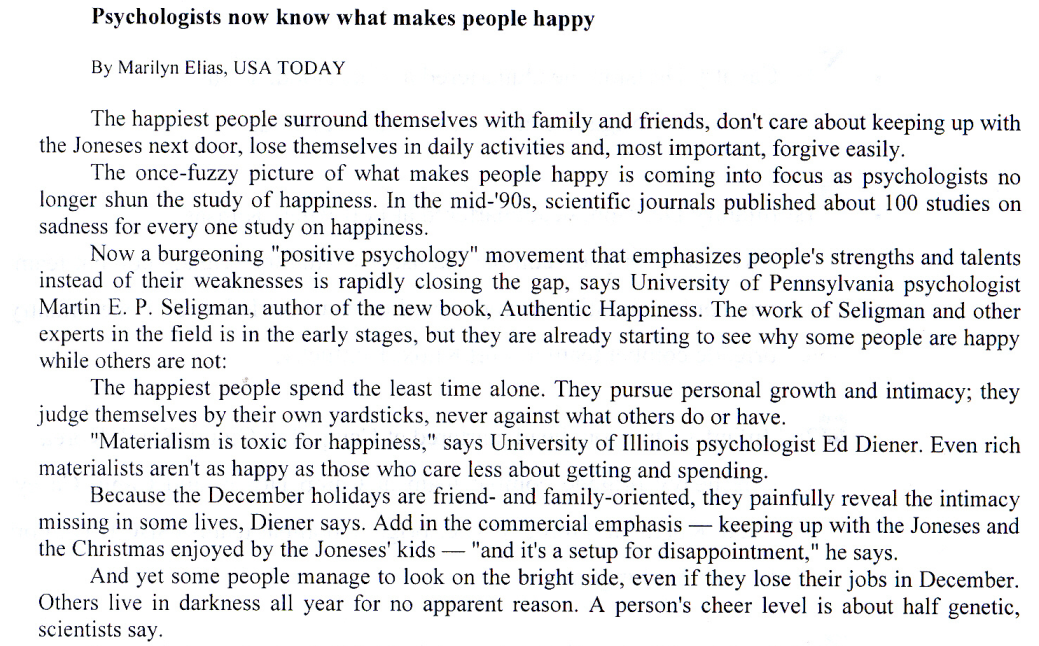 Psychologists now know what makes people happy
By Marilyn Elias, USA TODAY
The happiest people surround themselves with family and friends, don't care about keeping up with
the Joneses next door, lose themselves in daily activities and, most important, forgive easily.
The once-fuzzy picture of what makes people happy is coming into focus as psychologists no
longer shun the study of happiness. In the mid-'90s, scientific journals published about 100 studies on
sadness for every one study on happiness.
Now a burgeoning "positive psychology" movement that emphasizes people's strengths and talents
instead of their weaknesses is rapidly closing the gap, says University of Pennsylvania psychologist
Martin E. P. Seligman, author of the new book, Authentic Happiness. The work of Seligman and other
experts in the field is in the early stages, but they are already starting to see why some people are happy
while others are not:
The happiest people spend the least time alone. They pursue personal growth and intimacy; they
judge themselves by their own yardsticks, never against what others do or have.
"Materialism is toxic for happiness," says University of Illinois psychologist Ed Diener. Even rich
materialists aren't as happy as those who care less about getting and spending.
Because the December holidays are friend- and family-oriented, they painfully reveal the intimacy
missing in some lives, Diener says. Add in the commercial emphasis — keeping up with the Joneses and
the Christmas enjoyed by the Joneses' kids — "and it's a setup for disappointment," he says.
And yet some people manage to look on the bright side, even if they lose their jobs in December.
Others live in darkness all year for no apparent reason. A person's cheer level is about half genetic,
scientists say.